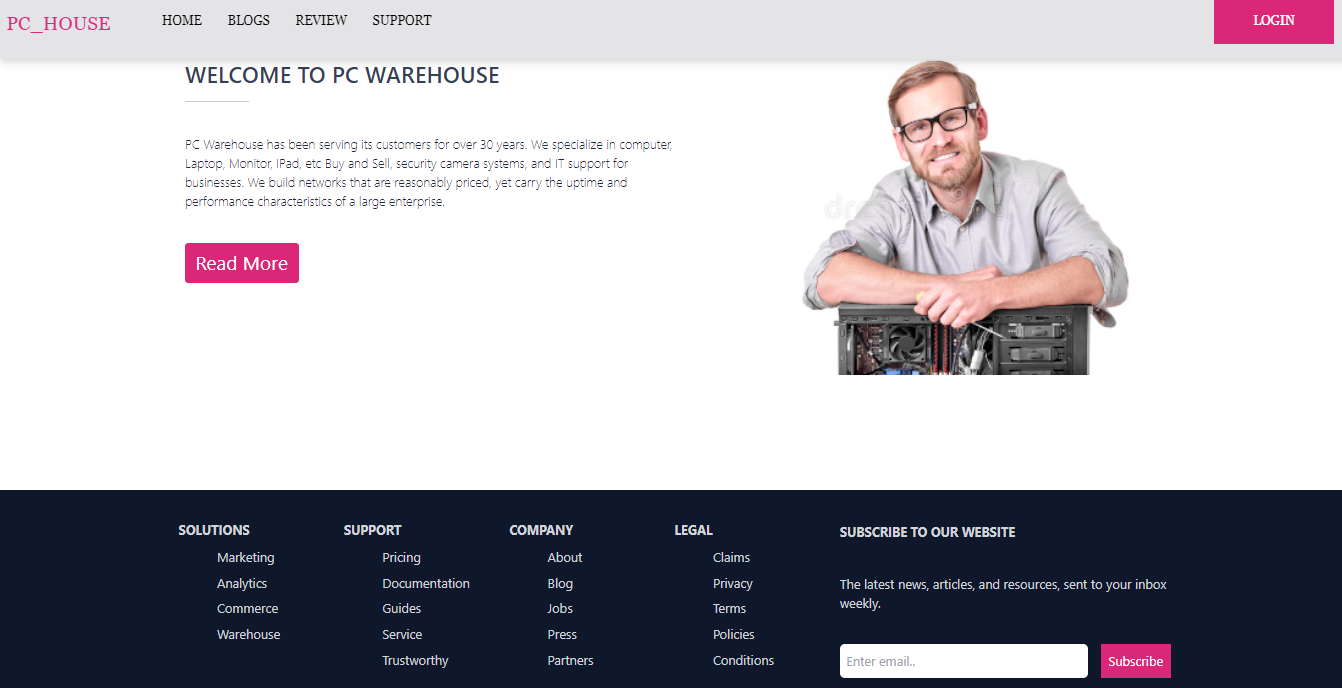 PC_HOUSE
HOME
BLOGS
REVIEW
SUPPORT
LOGIN
WELCOME TO PC WAREHOUSE
PC Warehouse has been serving its customers for over 30 years. We specialize in computer,
Laptop, Monitor, IPad, etc Buy and Sell, security camera systems, and IT support for
businesses. We build networks that are reasonably priced, yet carry the uptime and
performance characteristics of a large enterprise.
Read More
SOLUTIONS
Marketing
Analytics
Commerce
Warehouse
SUPPORT
Pricing
Documentation
Guides
Service
Trustworthy
COMPANY
About
Blog
Jobs
Press
Partners
LEGAL
Claims
Privacy
Terms
Policies
Conditions
SUBSCRIBE TO OUR WEBSITE
The latest news, articles, and resources, sent to your inbox
weekly.
Enter email..
Subscribe